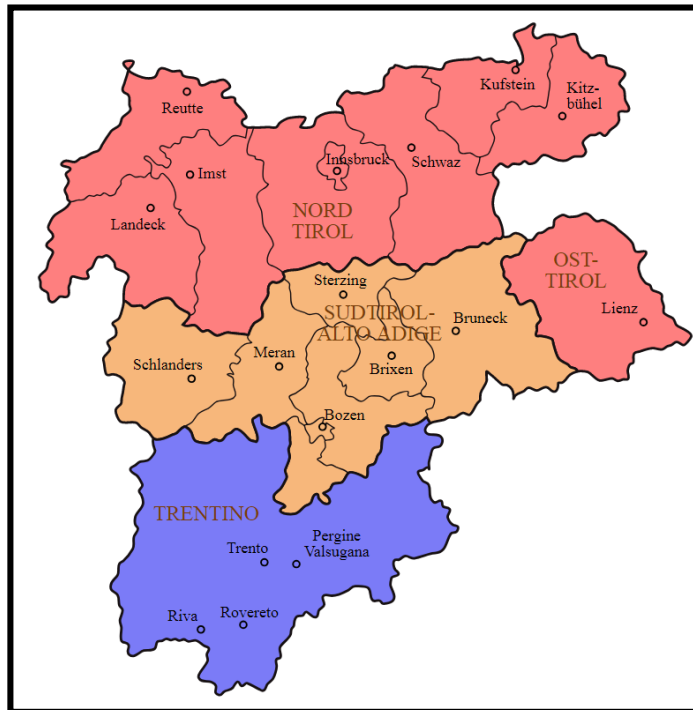 Kufstein
Kitz-
bühel
Reutte
Innsbruck
Schwaz
Imst
Landeck
NORD
TIROL
OST-
TIROL
Sterzing
SUDTIROL-
ALTO ADIGE
Bruneck
Lienz
Schlanders
Meran
Brixen
Bozen
TRENTINO
Pergine
Valsugana
Trento
Riva
Rovereto